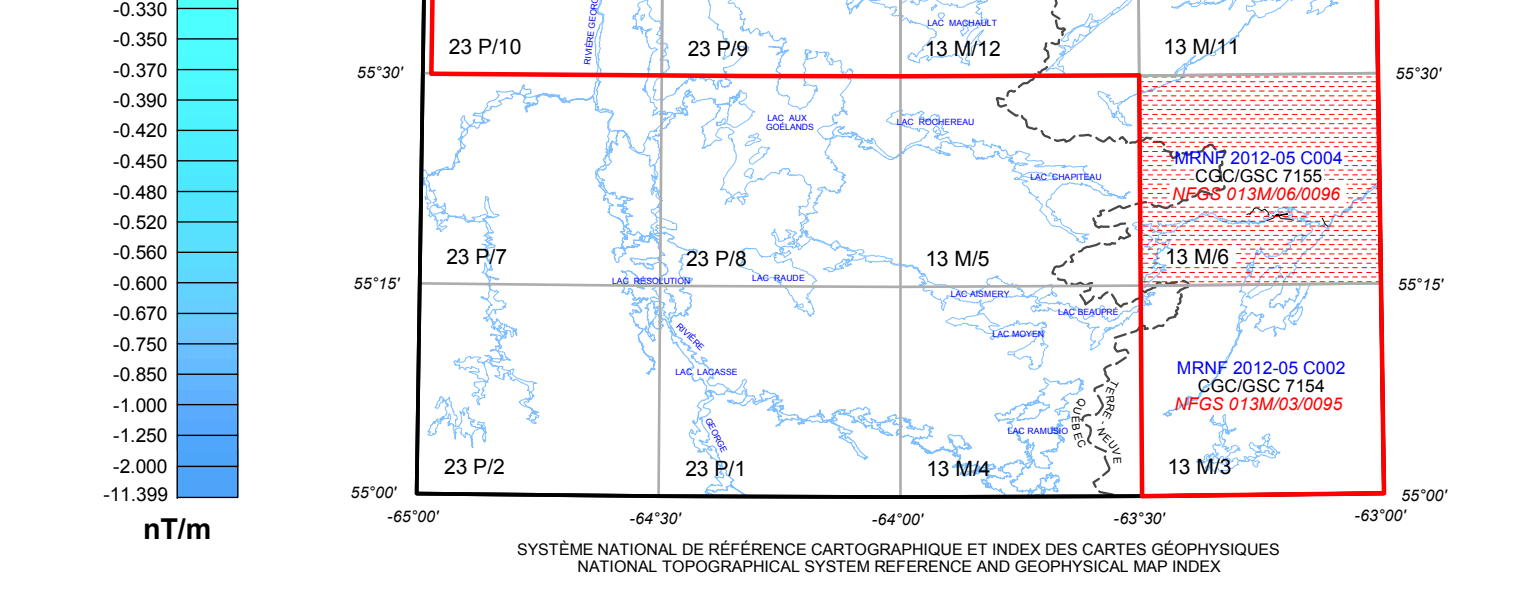 -0.330
-0.350
-0.370
-0.390
-0.420
-0.450
-0.480
-0.520
-0.560
-0.600
-0.670
-0.750
-0.850
-1.000
-1.250
-2.000
-11.399
nT/m
RIVIÈRE GEORG
LAC MACHAULT
23 P/10
23 P/9
13 M/12
13 M/11
55°30'
55°30'
LAC AUX
GOÉLANDS
LAC ROCHEREAU
LAC CHAPITEAU
MRNF 2012-05 C004
CGC/GSC 7155
NFGS 013M/06/0096
23 P/7
23 P/8
13 M/5
13 M/6
LAC RÉSOLUTION
LAC RAUDE
55°15'
55°15'
LAC AISMERY
LAC BEAUPRÉ
LAC MOYEN
RIVIÈRE
LAC LACASSE
MRNF 2012-05 C002
CGC/GSC 7154
NFGS 013M/03/0095
TERRE - NEUVE
QUÉBEC
GEORGE
LAC RAMUSIO
23 P/2
23 P/1
13 M/4
13 M/3
55°00'
55°00'
-65°00'
-64°30'
-64°00'
-63°30'
-63°00'
SYSTÈME NATIONAL DE RÉFÉRENCE CARTOGRAPHIQUE ET INDEX DES CARTES GÉOPHYSIQUES
NATIONAL TOPOGRAPHICAL SYSTEM REFERENCE AND GEOPHYSICAL MAP INDEX